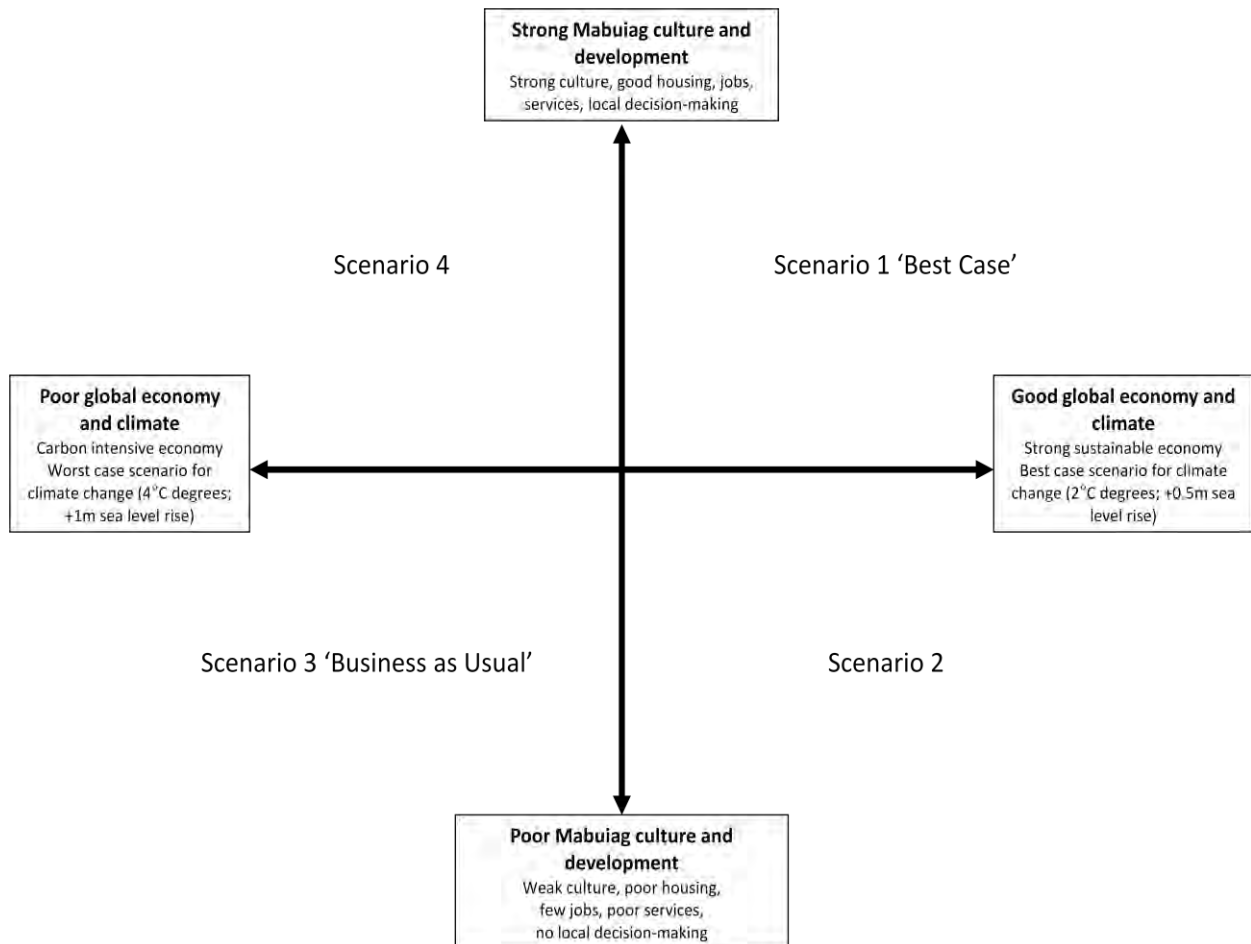 Strong Mabuiag culture and
development
Strong culture, good housing, jobs,
services, local decision-making
Scenario 4
Scenario 1 ‘Best Case’
Poor global economy
and climate
Carbon intensive economy
Worst case scenario for
climate change (4°C degrees;
+1m sea level rise)
Good global economy and
climate
Strong sustainable economy
Best case scenario for climate
change (2°C degrees; +0.5m sea
level rise)
Scenario 3 ‘Business as Usual’
Scenario 2
Poor Mabuiag culture and
development
Weak culture, poor housing,
few jobs, poor services,
no local decision-making